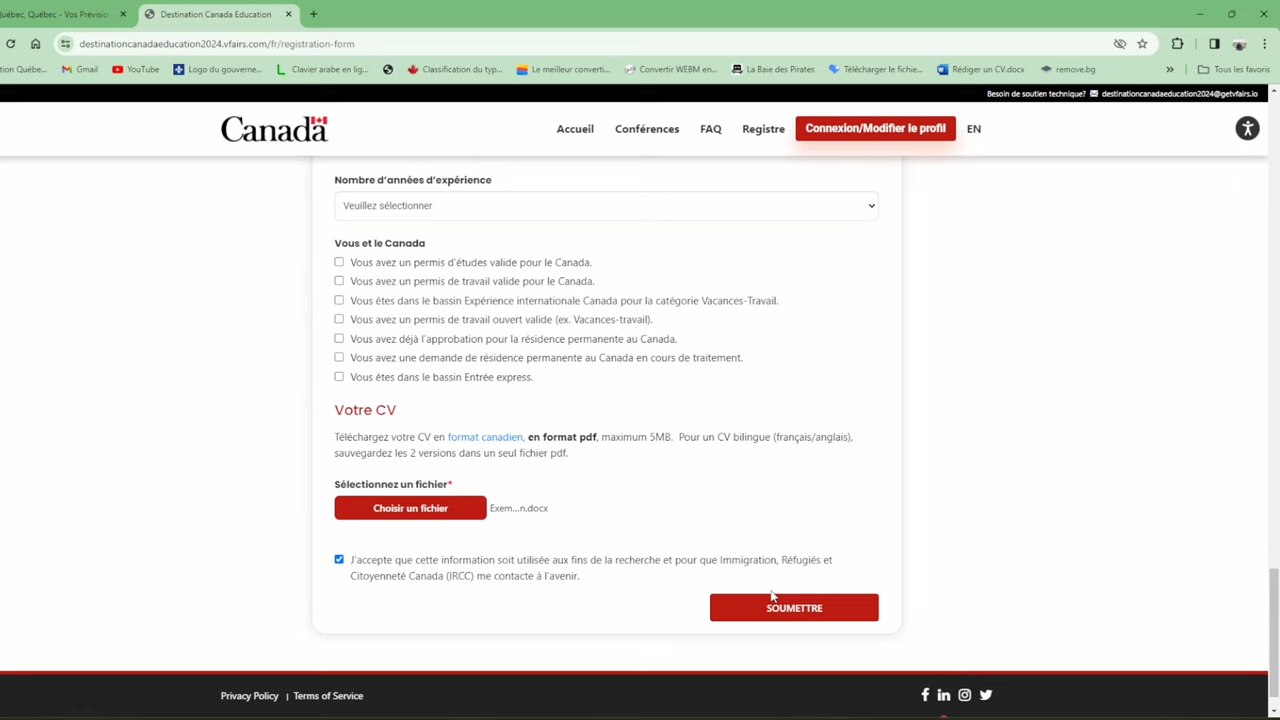 Québec, Québec - Vos Prévision
Destination Canada Education
destinationcanadaeducation2024.vfairs.com/fr/registration-form
tion Québe...
Gmail
YouTube
Logo du gouverne...
Clavier arabe en lig...
Classification du typ...
Le meilleur converti...
Convertir WEBM en...
La Baie des Pirates
Télécharger le fichie...
Rédiger un CV.docx
remove.bg
Tous les favoris
Besoin de soutien technique? destinationcanadaeducation2024@getvfairs.io
Canada
Accueil
Conférences
FAQ
Registre
Connexion/Modifier le profil
EN
Nombre d'années d'expérience
Veuillez sélectionner
Vous et le Canada
Vous avez un permis d'études valide pour le Canada.
Vous avez un permis de travail valide pour le Canada.
Vous êtes dans le bassin Expérience internationale Canada pour la catégorie Vacances-Travail.
Vous avez un permis de travail ouvert valide (ex. Vacances-travail).
Vous avez déjà l'approbation pour la résidence permanente au Canada.
Vous avez une demande de résidence permanente au Canada en cours de traitement.
Vous êtes dans le bassin Entrée express.
Votre CV
Téléchargez votre CV en format canadien, en format pdf, maximum 5MB. Pour un CV bilingue (français/anglais),
sauvegardez les 2 versions dans un seul fichier pdf.
Sélectionnez un fichier*
Choisir un fichier Exem...n.docx
J'accepte que cette information soit utilisée aux fins de la recherche et pour que Immigration, Réfugiés et
Citoyenneté Canada (IRCC) me contacte à l'avenir.
SOUMETTRE
Privacy Policy | Terms of Service